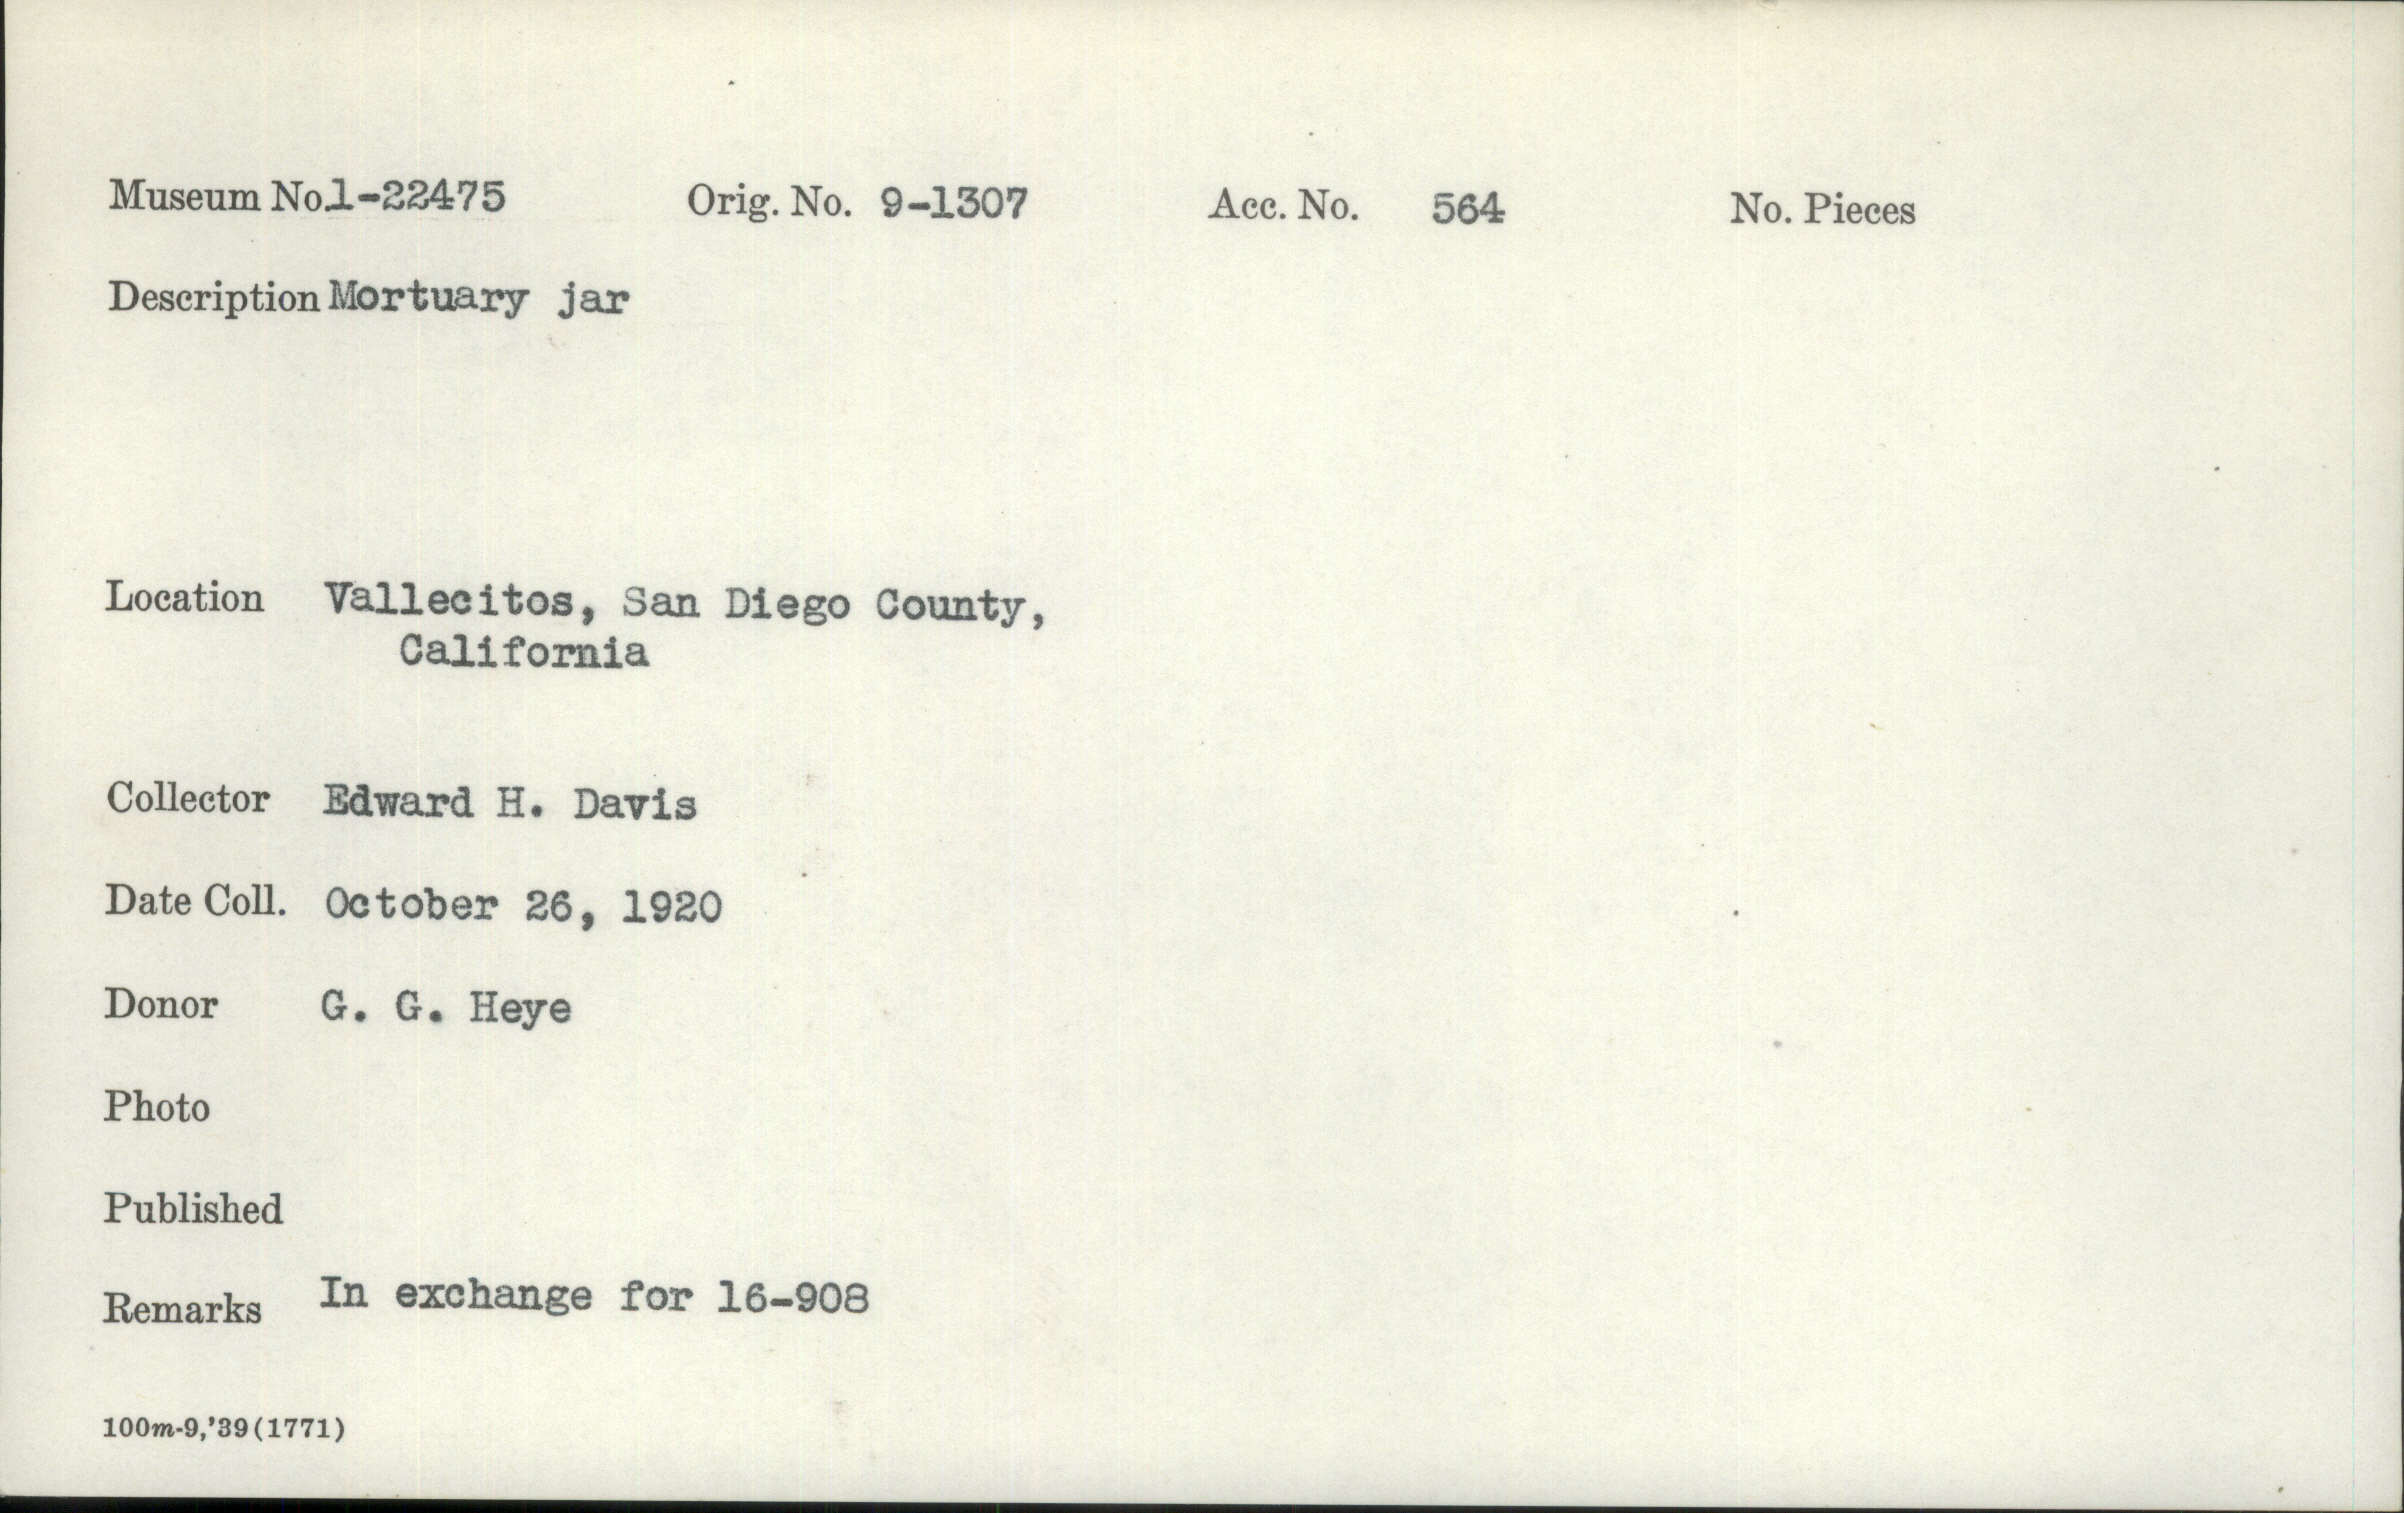 Museum No.1-22475 Orig. No. 9-1307 Acc. No. 564 No. Pieces
Description Mortuary jar
Location Vallecitos, San Diego County,
California
Collector Edward H. Davis
Date Coll. October 26, 1920
Donor G. G. Heye
Photo
Published
Remarks In exchange for 16-908
100m-9,'39(1771)